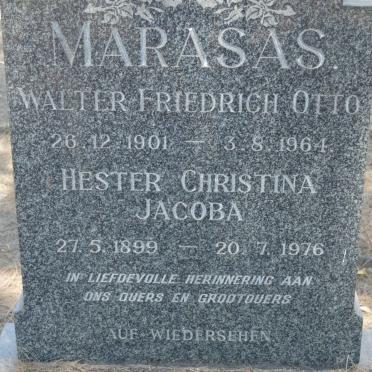 MARASAS.
WALTER FRIEDRICH OTTO
26.12.1901 — 3.8.1964
HESTER CHRISTINA
JACOBA
27.5.1899 — 20.7.1976
IN LIEFDEVOLLE HERINNERING AAN
ONS OUERS EN GROOTOUERS
AUF WIEDERSEHEN